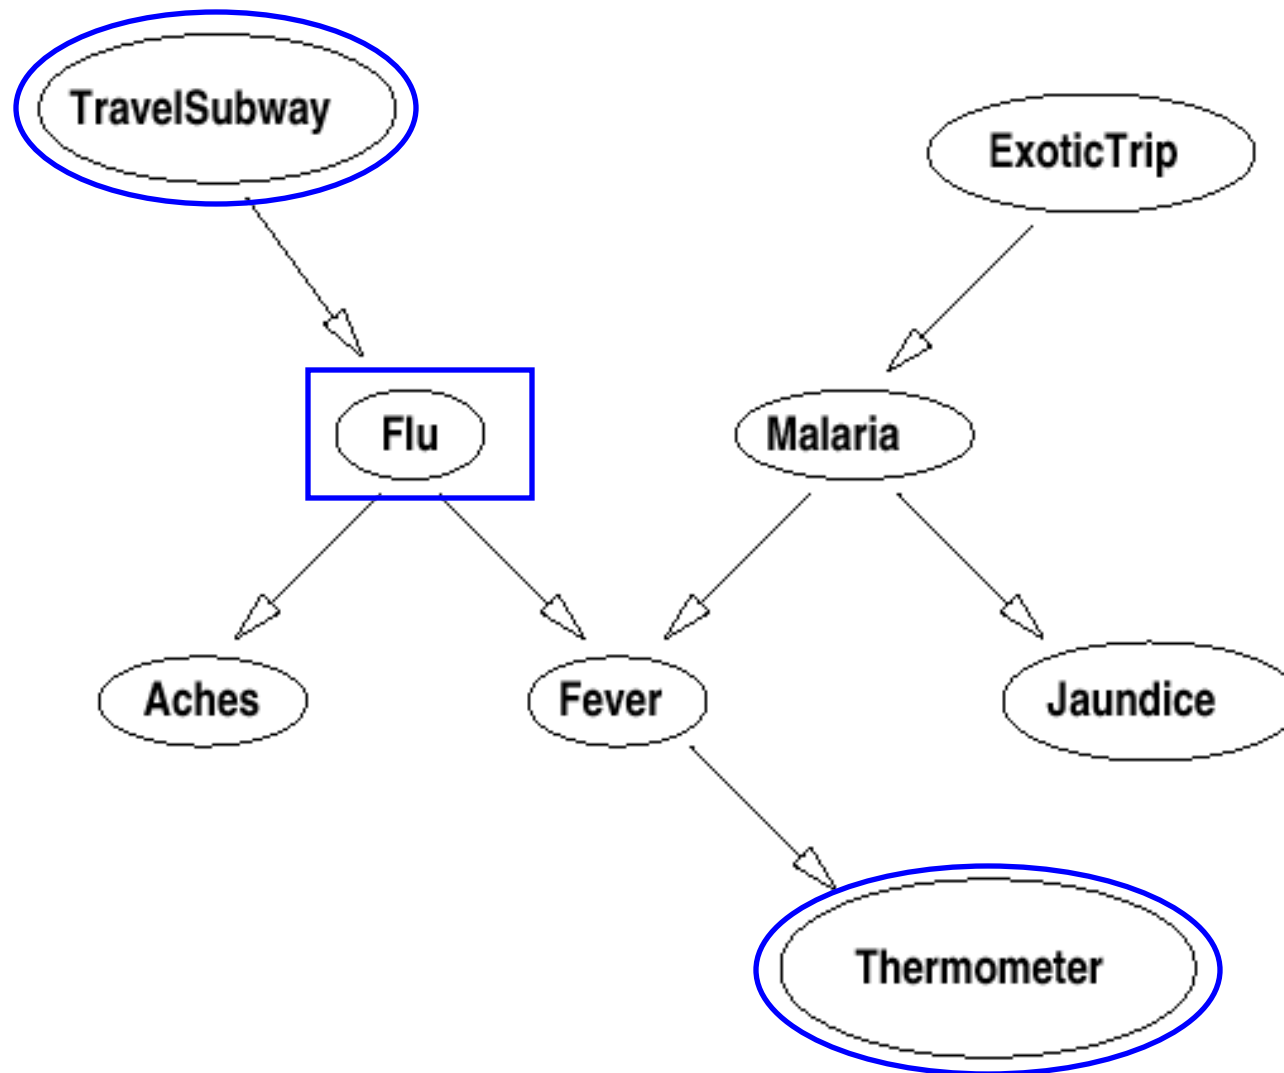 TravelSubway
ExoticTrip
Flu
Malaria
Aches
Fever
Jaundice
Thermometer